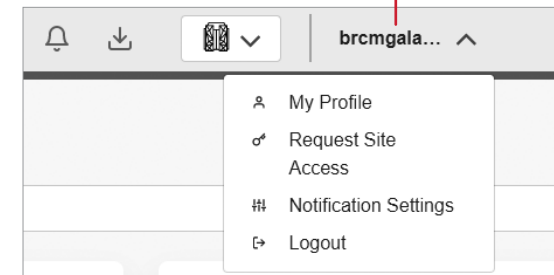 brcmgala...
My Profile
Request Site
Access
Notification Settings
Logout